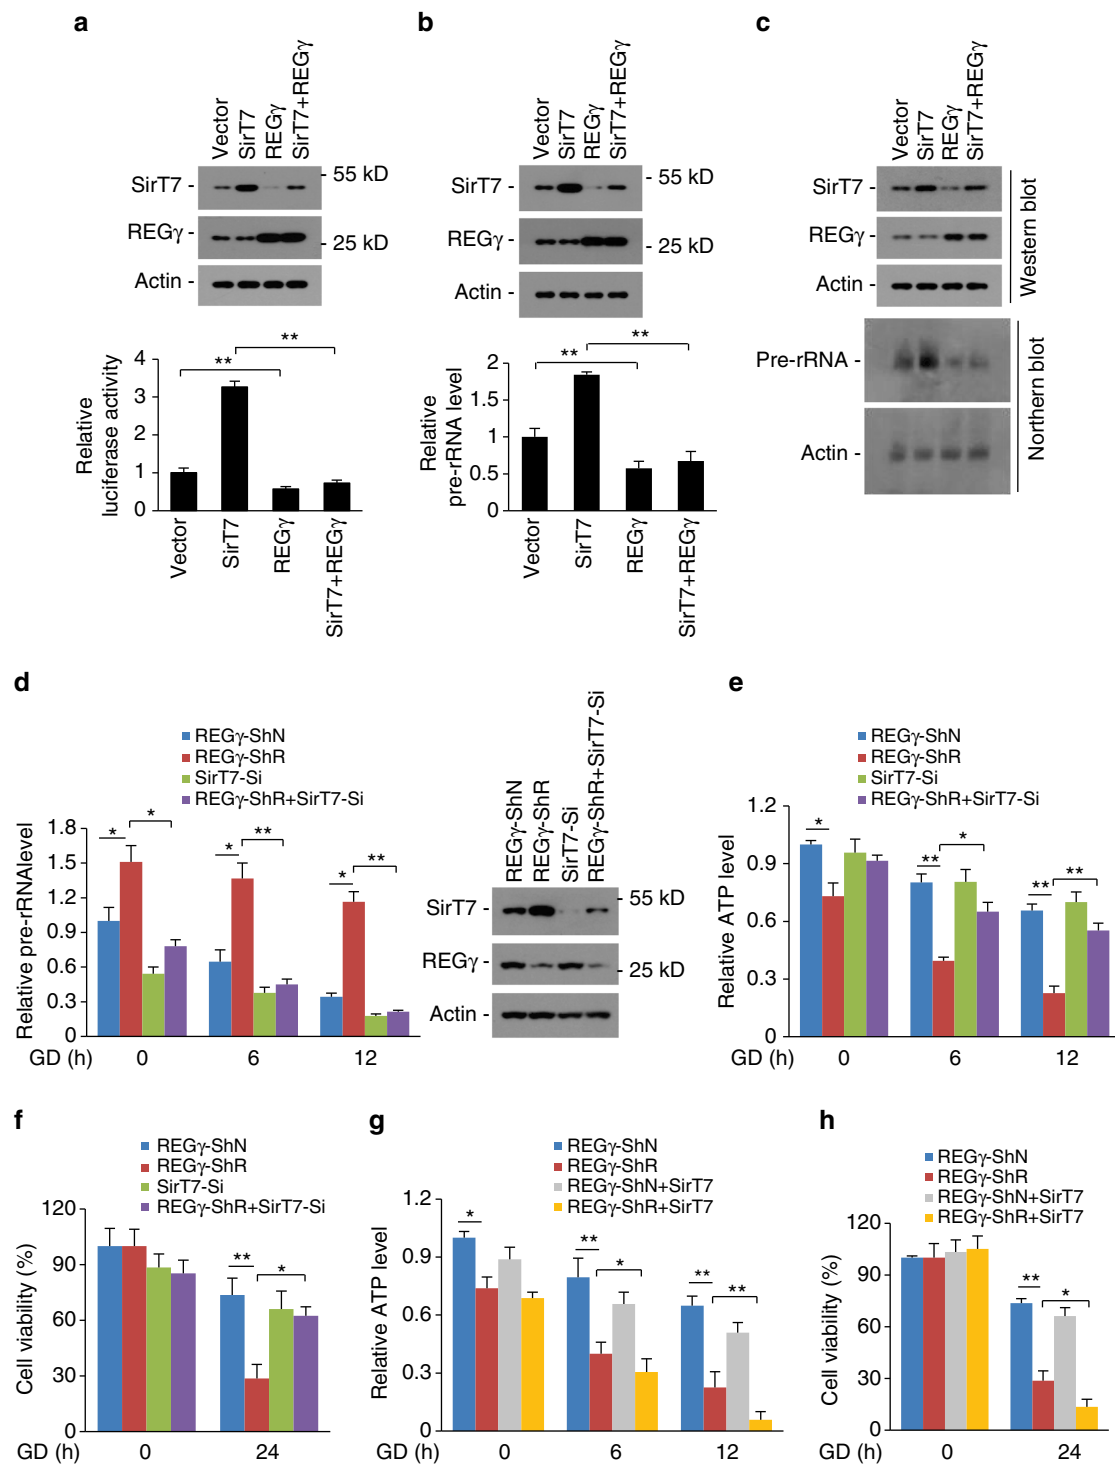 a
Vector
SirT7
REGγ
SirT7+REGγ
SirT7 -
- 55 kD
REGγ -
- 25 kD
Actin -
**
**
Relative luciferase activity
4
3
2
1
0
Vector
SirT7
REGγ
SirT7+REGγ
b
Vector
SirT7
REGγ
SirT7+REGγ
SirT7 -
- 55 kD
REGγ -
- 25 kD
Actin -
**
**
Relative pre-rRNA level
2
1.5
1
0.5
0
Vector
SirT7
REGγ
SirT7+REGγ
c
Vector
SirT7
REGγ
SirT7+REGγ
SirT7 -
REGγ -
Actin -
Western blot
Pre-rRNA -
Actin -
Northern blot
d
REGγ-ShN
REGγ-ShR
SirT7-Si
REGγ-ShR+SirT7-Si
Relative pre-rRNAlevel
1.8
1.5
1.2
0.9
0.6
0.3
0
* *
* **
* **
GD (h) 0 6 12
REGγ-ShN
REGγ-ShR
SirT7-Si
REGγ-ShR+SirT7-Si
SirT7 -
- 55 kD
REGγ -
- 25 kD
Actin -
e
REGγ-ShN
REGγ-ShR
SirT7-Si
REGγ-ShR+SirT7-Si
Relative ATP level
1.2
0.9
0.6
0.3
0
*
** *
** **
GD (h) 0 6 12
f
REGγ-ShN
REGγ-ShR
SirT7-Si
REGγ-ShR+SirT7-Si
Cell viability (%)
120
90
60
30
0
** *
GD (h) 0 24
g
REGγ-ShN
REGγ-ShR
REGγ-ShN+SirT7
REGγ-ShR+SirT7
Relative ATP level
1.2
0.9
0.6
0.3
0
*
** *
** **
GD (h) 0 6 12
h
REGγ-ShN
REGγ-ShR
REGγ-ShN+SirT7
REGγ-ShR+SirT7
Cell viability (%)
120
90
60
30
0
** *
GD (h) 0 24